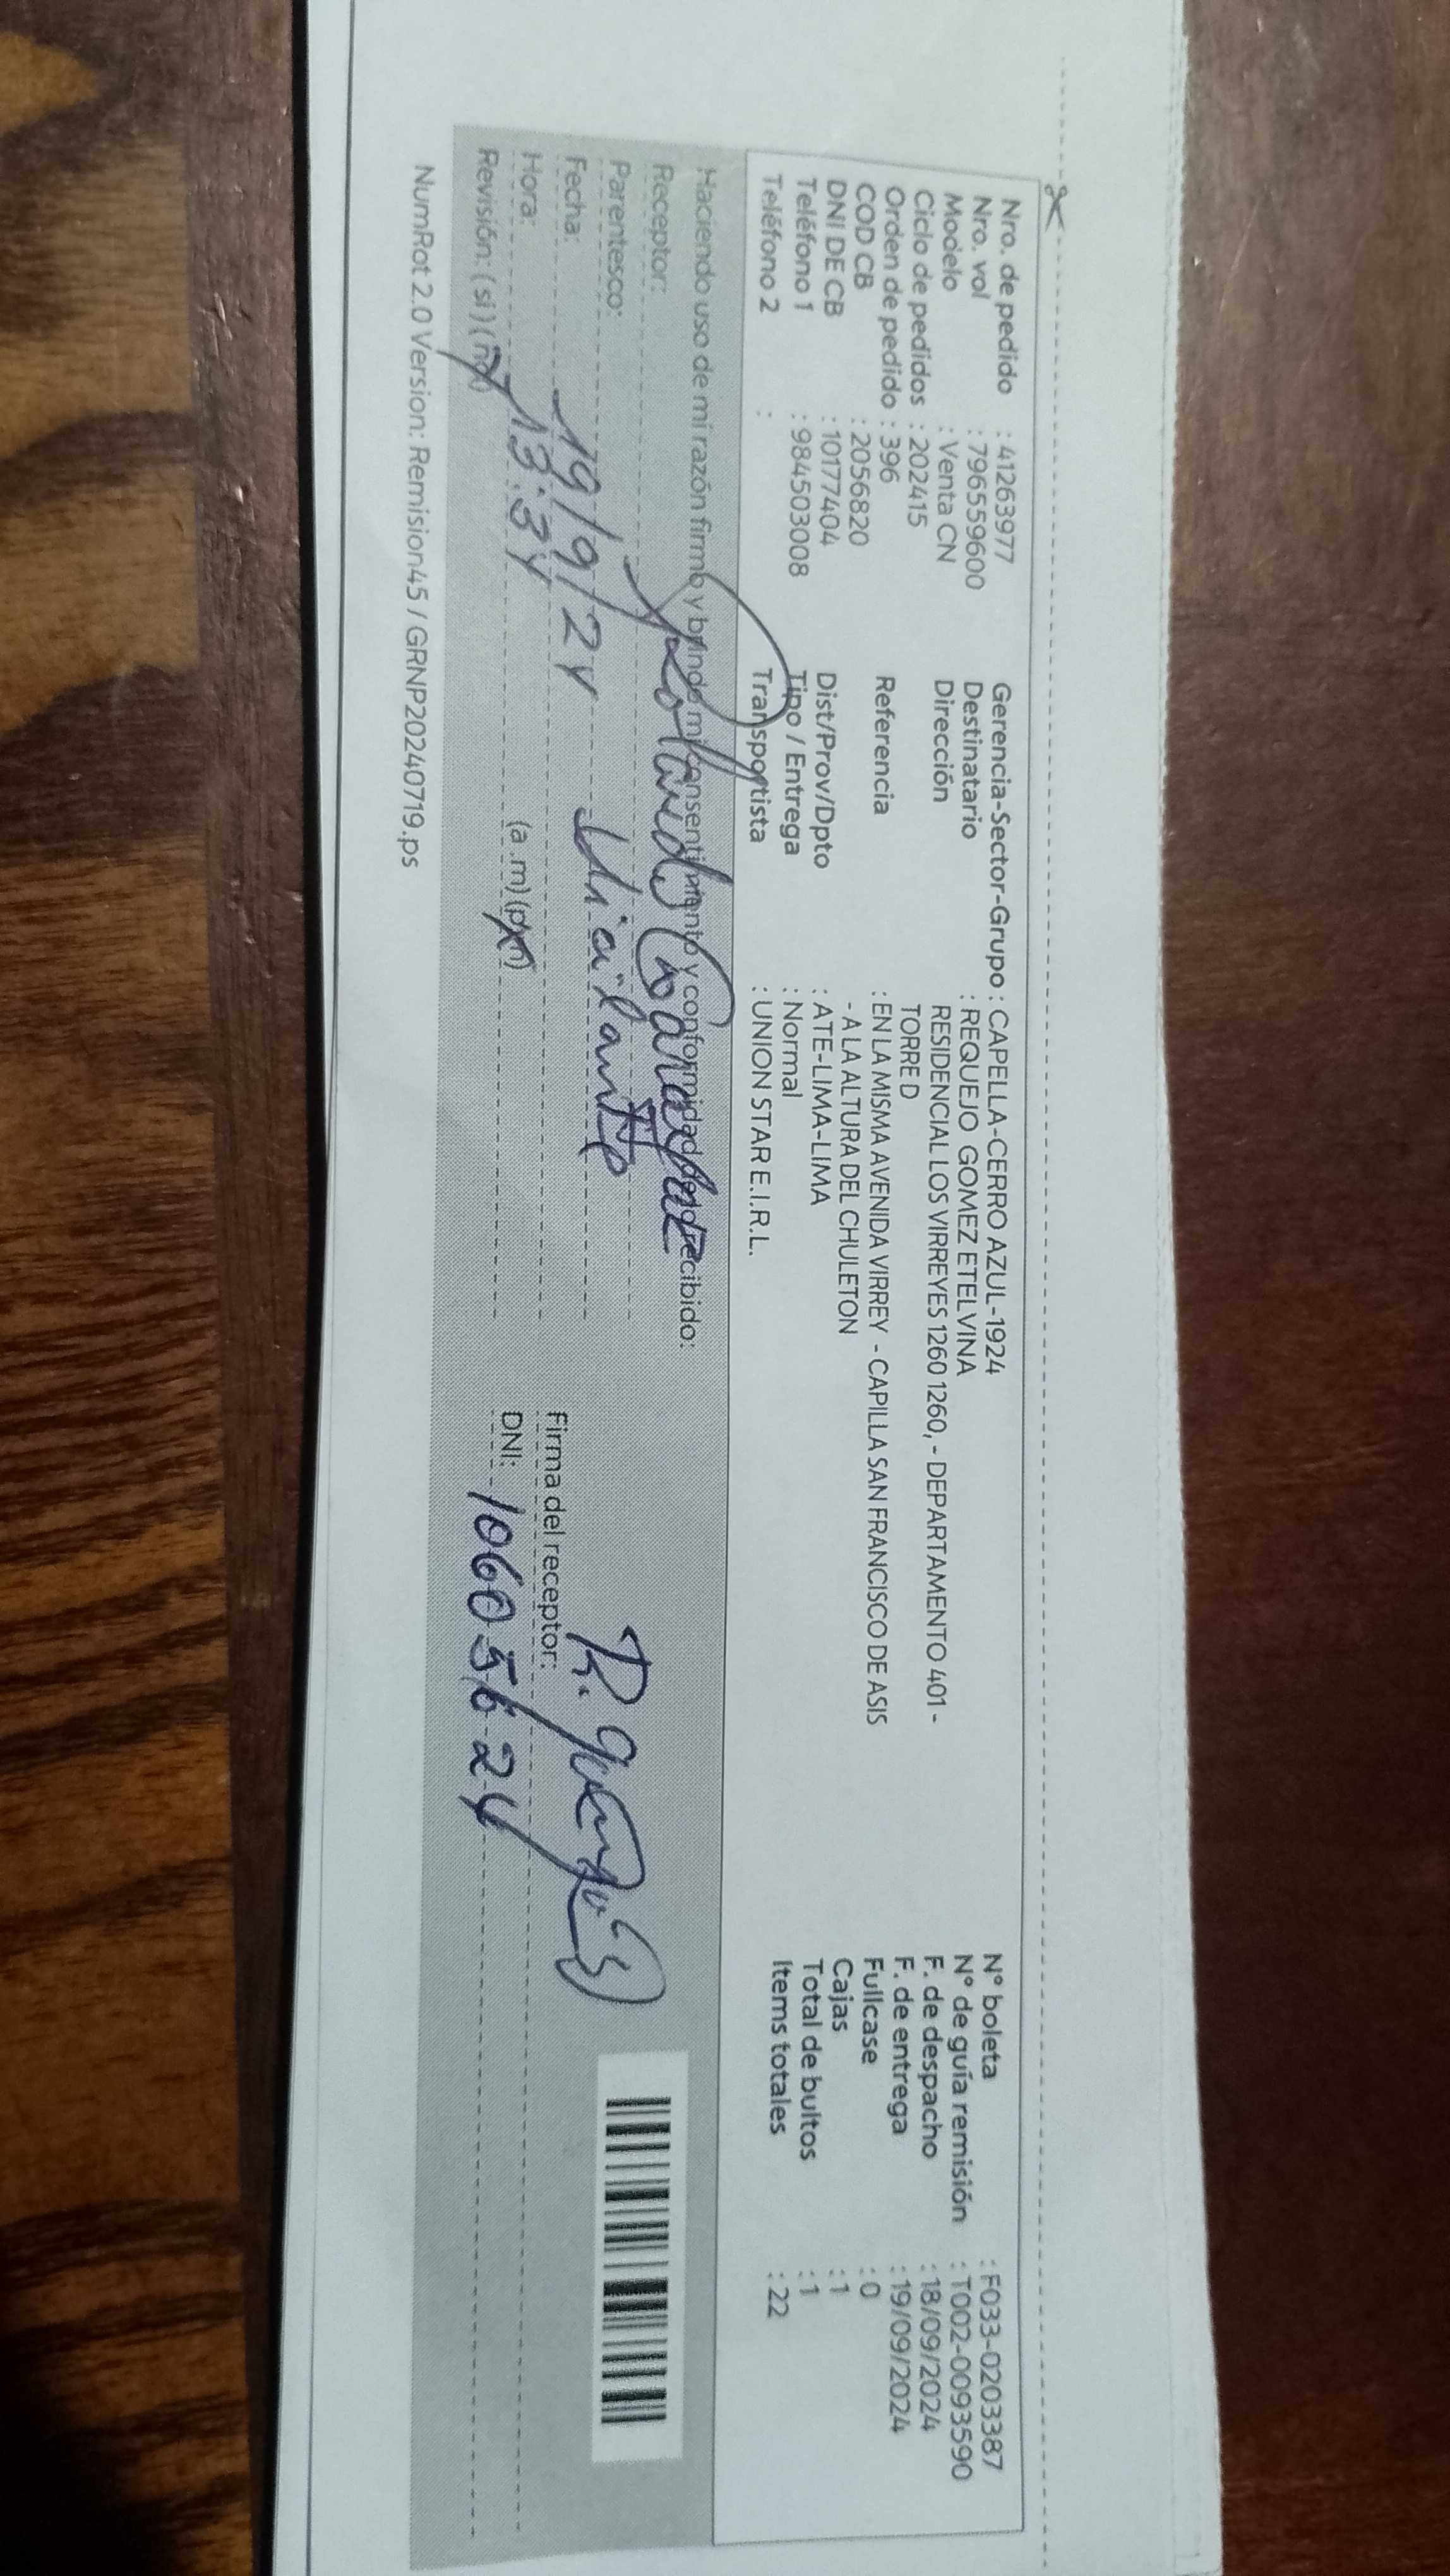 Nro. de pedido : 41263977
Nro. vol : 796559600
Modelo : Venta CN
Ciclo de pedidos : 202415
Orden de pedido : 396
COD CB : 2056820
DNI DE CB : 10177404
Teléfono 1 : 984503008
Teléfono 2 :
Gerencia-Sector-Grupo : CAPELLA-CERRO AZUL-1924
Destinatario : REQUEJO GOMEZ ETELVINA
Dirección RESIDENCIAL LOS VIRREYES 1260 1260, - DEPARTAMENTO 401 -
TORRE D
Referencia : EN LA MISMA AVENIDA VIRREY - CAPILLA SAN FRANCISCO DE ASIS
- A LA ALTURA DEL CHULETON
Dist/Prov/Dpto : ATE-LIMA-LIMA
Tipo / Entrega : Normal
Transportista : UNION STAR E.I.R.L.
N° boleta : F033-0203387
N° de guía remisión : T002-0093590
F. de despacho : 18/09/2024
F. de entrega : 19/09/2024
Fullcase : 0
Cajas : 1
Total de bultos : 1
Items totales : 22
Haciendo uso de mi razón firmo y brindo mi consentimiento y conformidad de lo recibido:
Receptor:
Parentesco: Vigilante
Fecha: 19/9/24
Hora: 13:34 (a.m) (pm)
Revisión: (si) (no)
Firma del receptor:
DNI: 10605624
NumRot 2.0 Version: Remision45 / GRNP20240719.ps